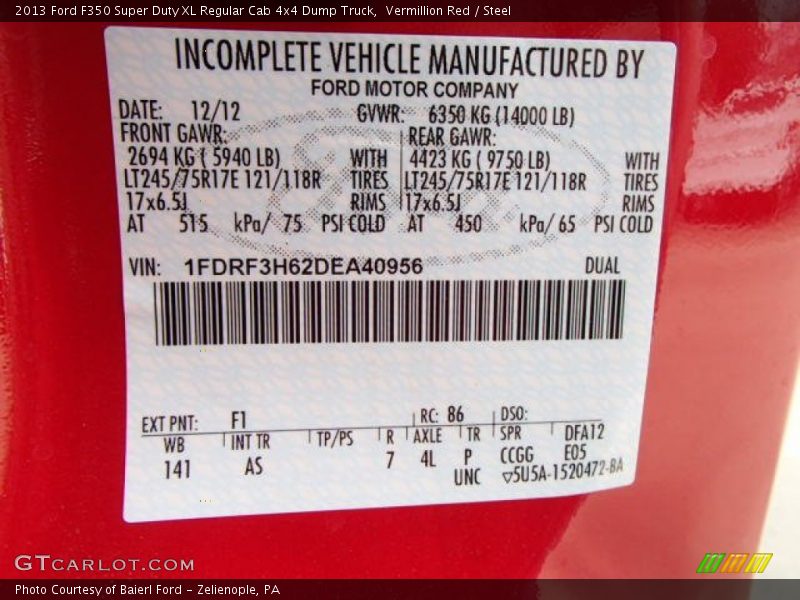 2013 Ford F350 Super Duty XL Regular Cab 4x4 Dump Truck,  Vermillion Red / Steel
INCOMPLETE VEHICLE MANUFACTURED BY
FORD MOTOR COMPANY
DATE: 12/12 GVWR: 6350 KG (14000 LB)
FRONT GAWR: REAR GAWR:
2694 KG ( 5940 LB) WITH 4423 KG ( 9750 LB) WITH
LT245/75R17E 121/118R TIRES LT245/75R17E 121/118R TIRES
17x6.5J RIMS 17x6.5J RIMS
AT 515 kPa/ 75 PSI COLD AT 450 kPa/ 65 PSI COLD
VIN: 1FDRF3H62DEA40956 DUAL
EXT PNT: F1 RC: 86 DSO:
WB INT TR TP/PS R AXLE TR SPR DFA12
141 AS 7 4L P CCGG E05
UNC ▽5U5A-1520472-BA
GTCARLOT.COM
Photo Courtesy of Baierl Ford - Zelienople, PA